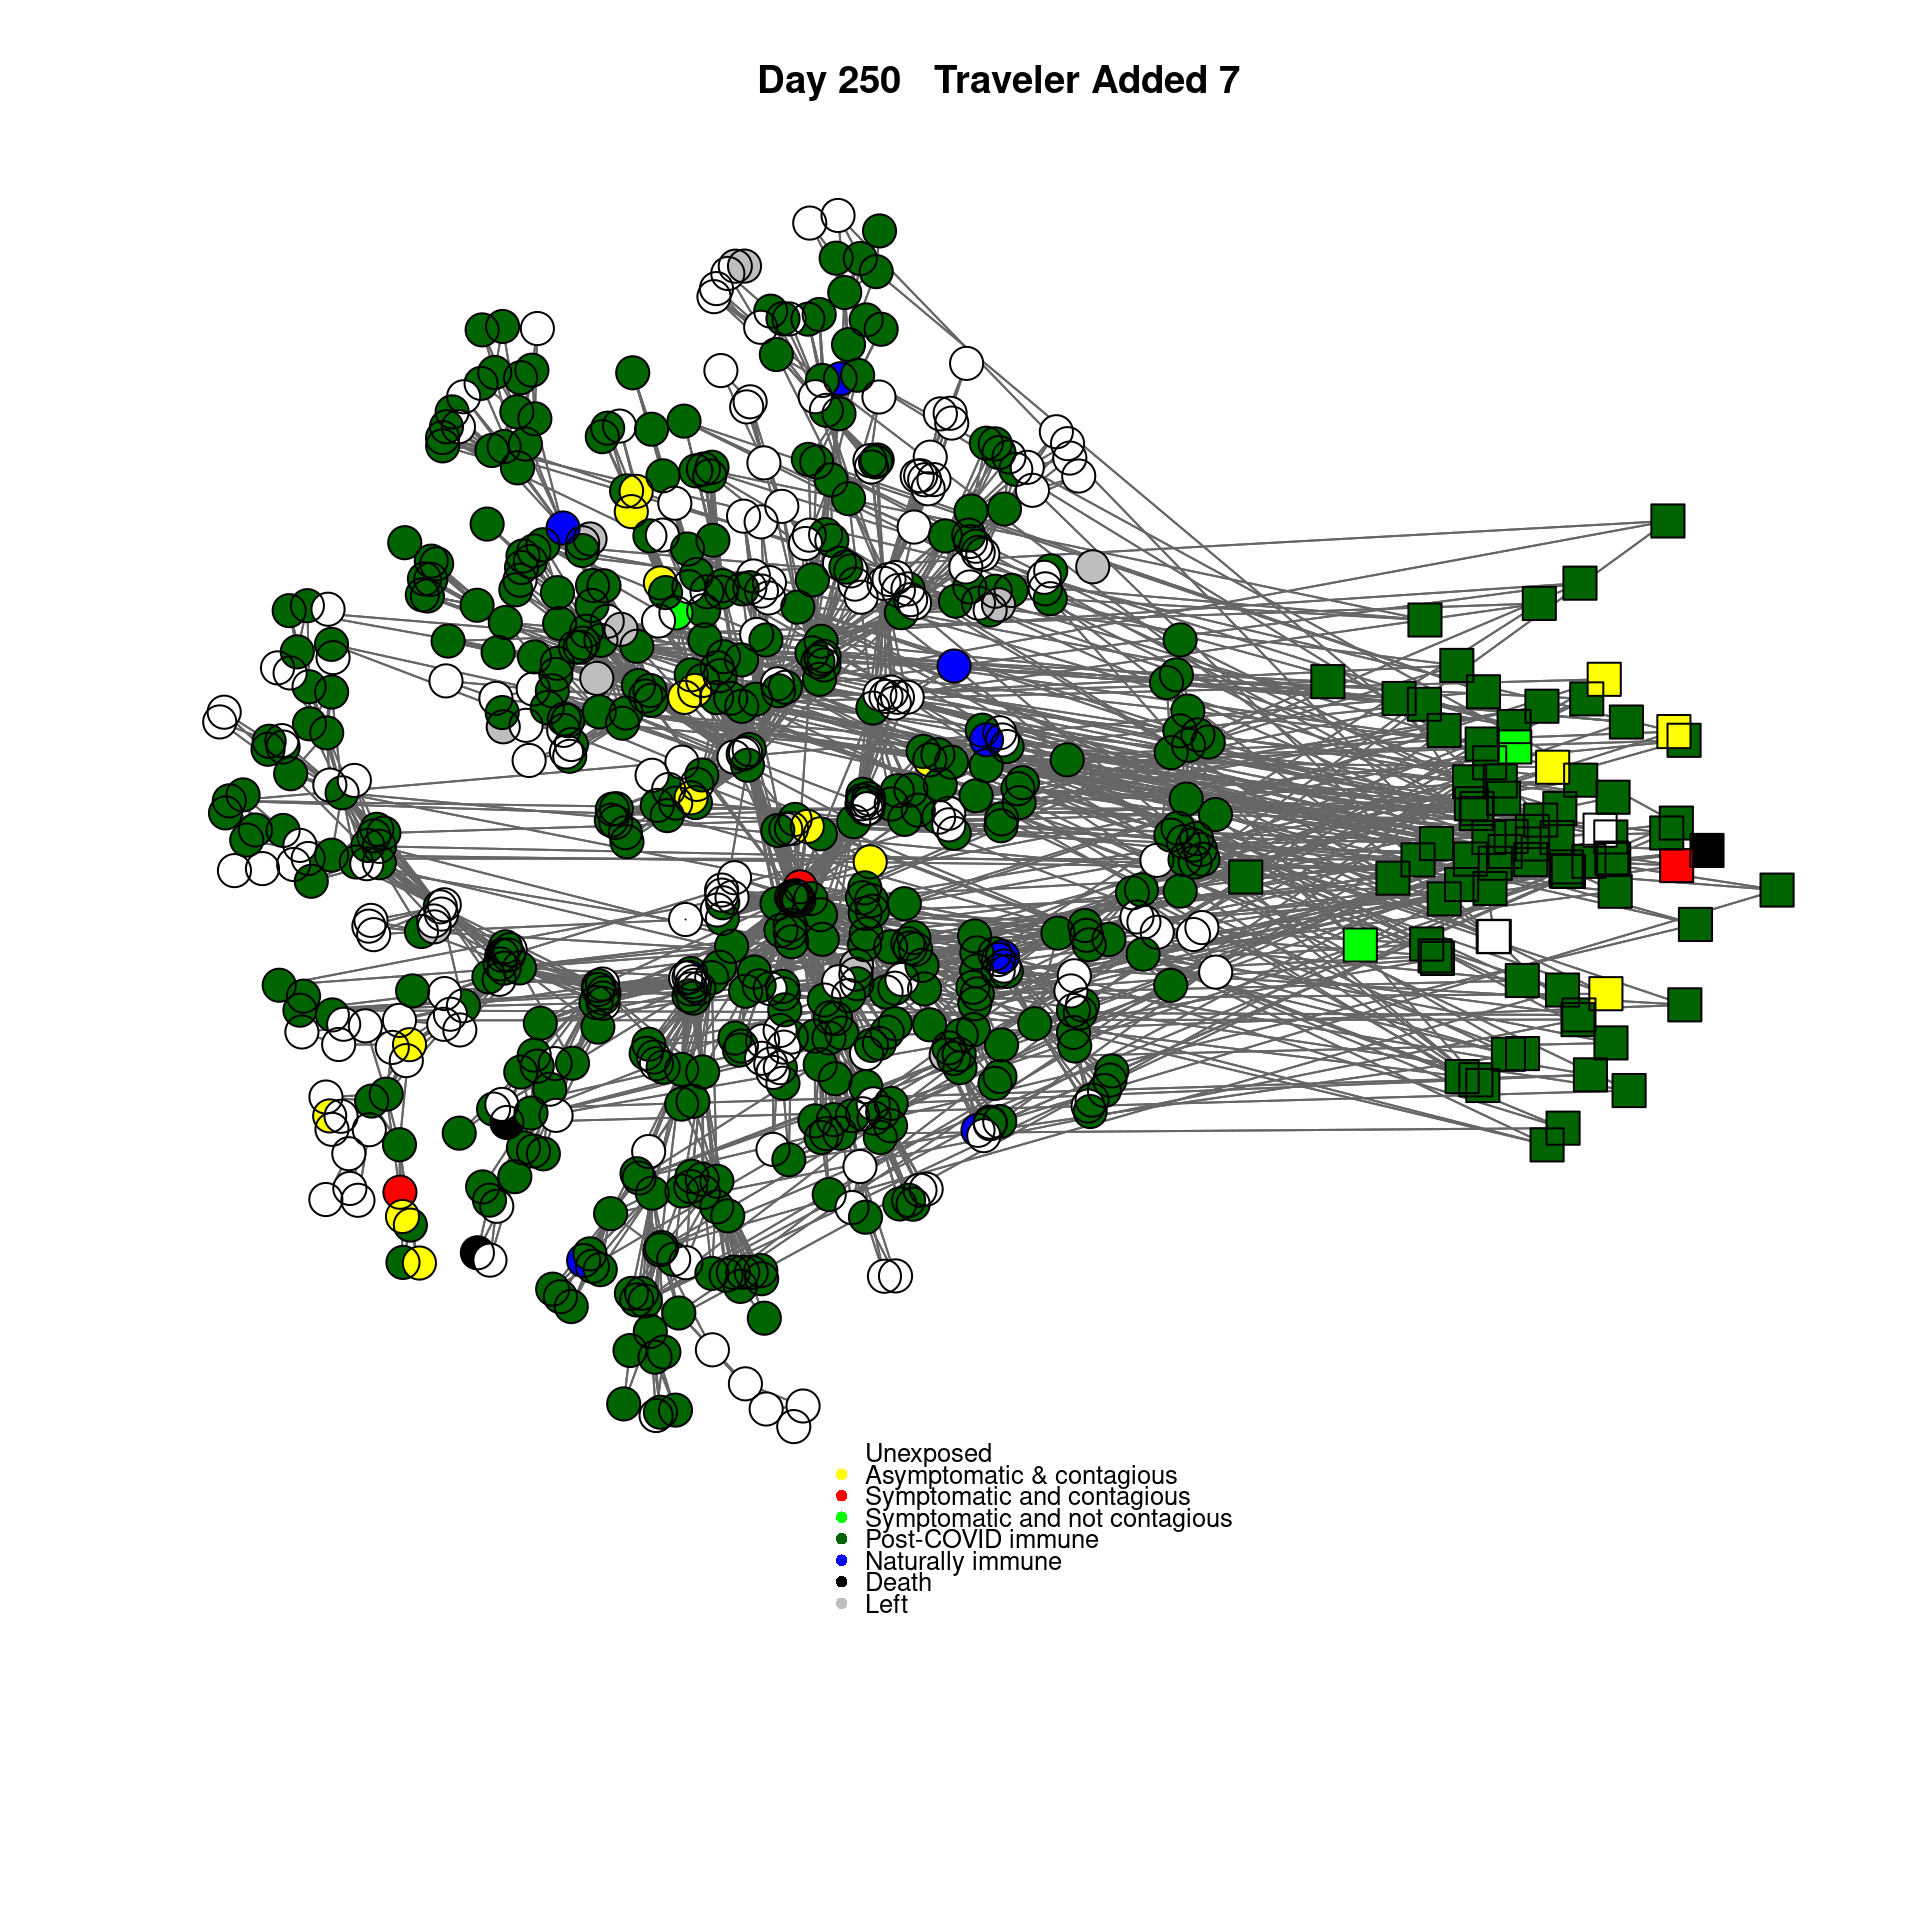 Day 250 Traveler Added 7
Unexposed
Asymptomatic & contagious
Symptomatic and contagious
Symptomatic and not contagious
Post-COVID immune
Naturally immune
Death
Left